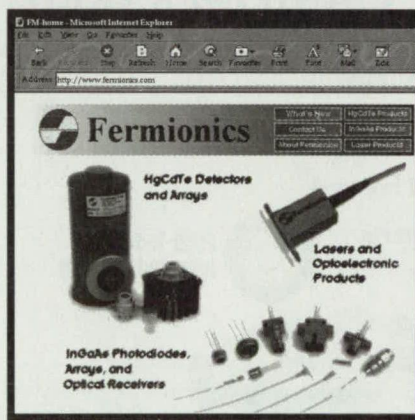 FM-home - Microsoft Internet Explorer
File Edit View Go Favorites Help
Back Forward Stop Refresh Home Search Favorites Print Font Mail Edit
Address http://www.fermionics.com
Fermionics
What's New HgCdTe Products
Contact Us InGaAs Products
About Fermionics Laser Products
HgCdTe Detectors
and Arrays
Lasers and
Optoelectronic
Products
InGaAs Photodiodes,
Arrays, and
Optical Receivers